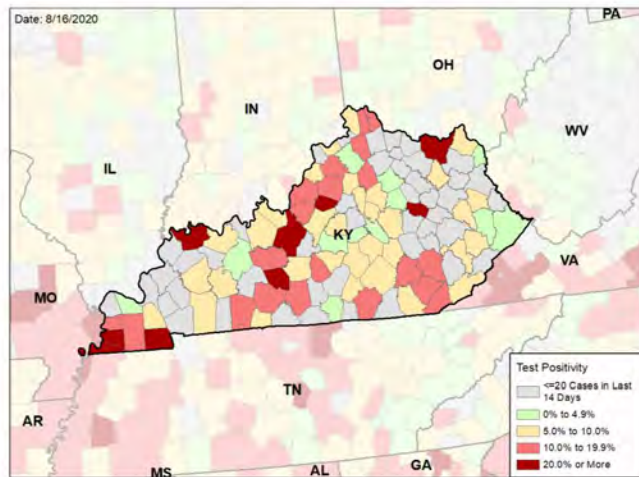 Date: 8/16/2020
PA
OH
IN
WV
IL
KY
VA
MO
TN
AR
MS
AL
GA
Test Positivity
<=20 Cases in Last
14 Days
0% to 4.9%
5.0% to 10.0%
10.0% to 19.9%
20.0% or More